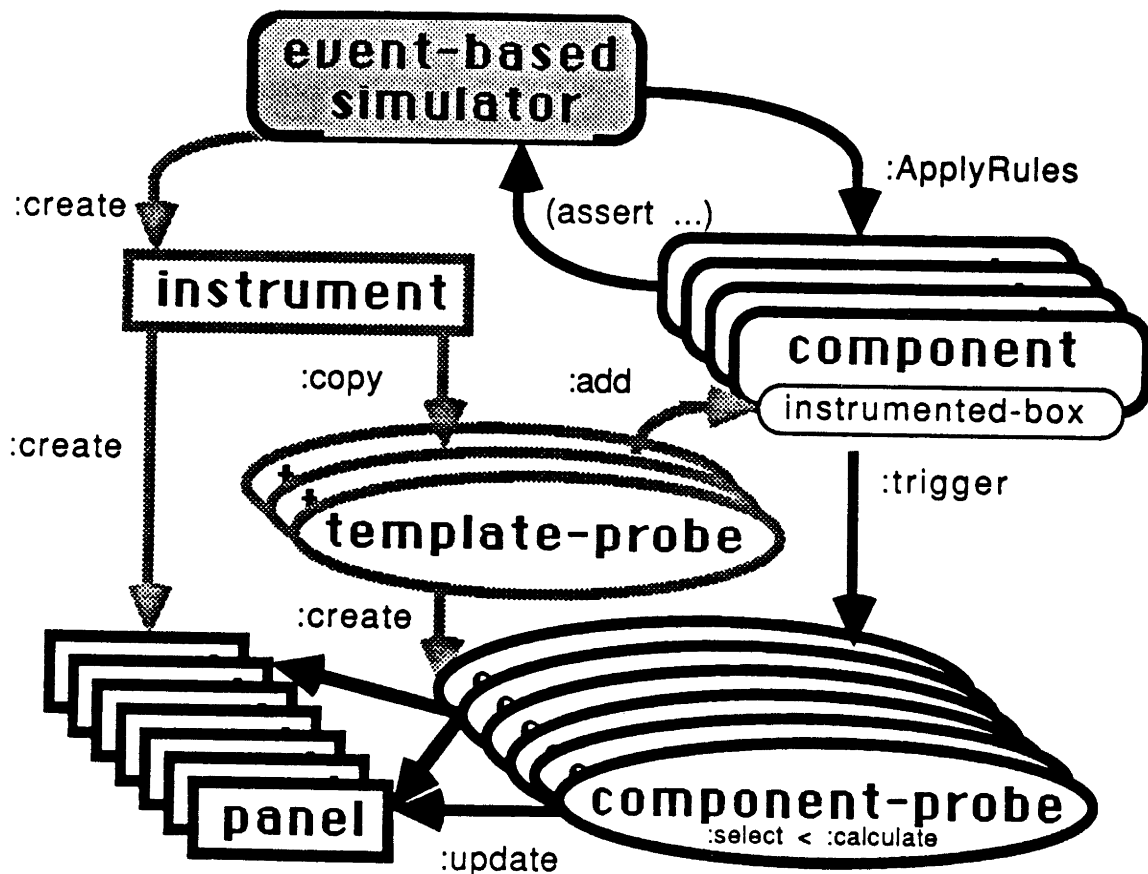 event-based
simulator
:ApplyRules
:create
(assert ...)
instrument
component
:copy
:add
instrumented-box
:create
:trigger
template-probe
:create
component-probe
:select < :calculate
panel
:update